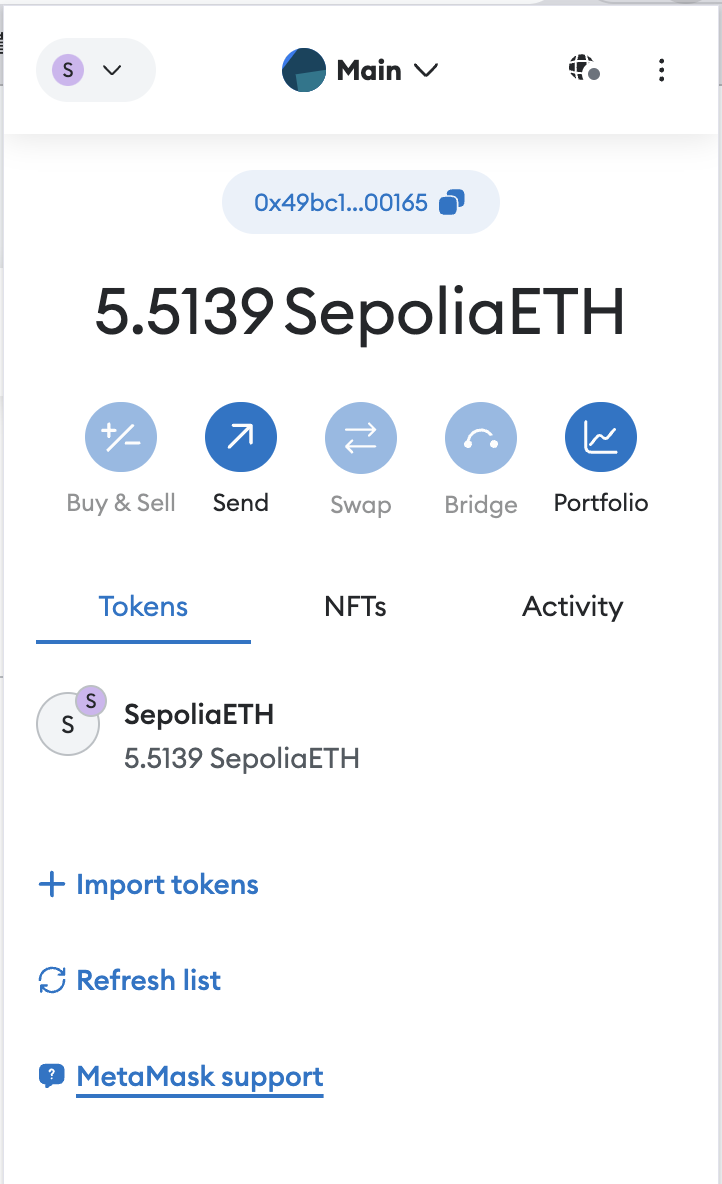 S
Main
0x49bc1...00165
5.5139 SepoliaETH
Buy & Sell
Send
Swap
Bridge
Portfolio
Tokens
NFTs
Activity
S
S
SepoliaETH
5.5139 SepoliaETH
Import tokens
Refresh list
?
MetaMask support